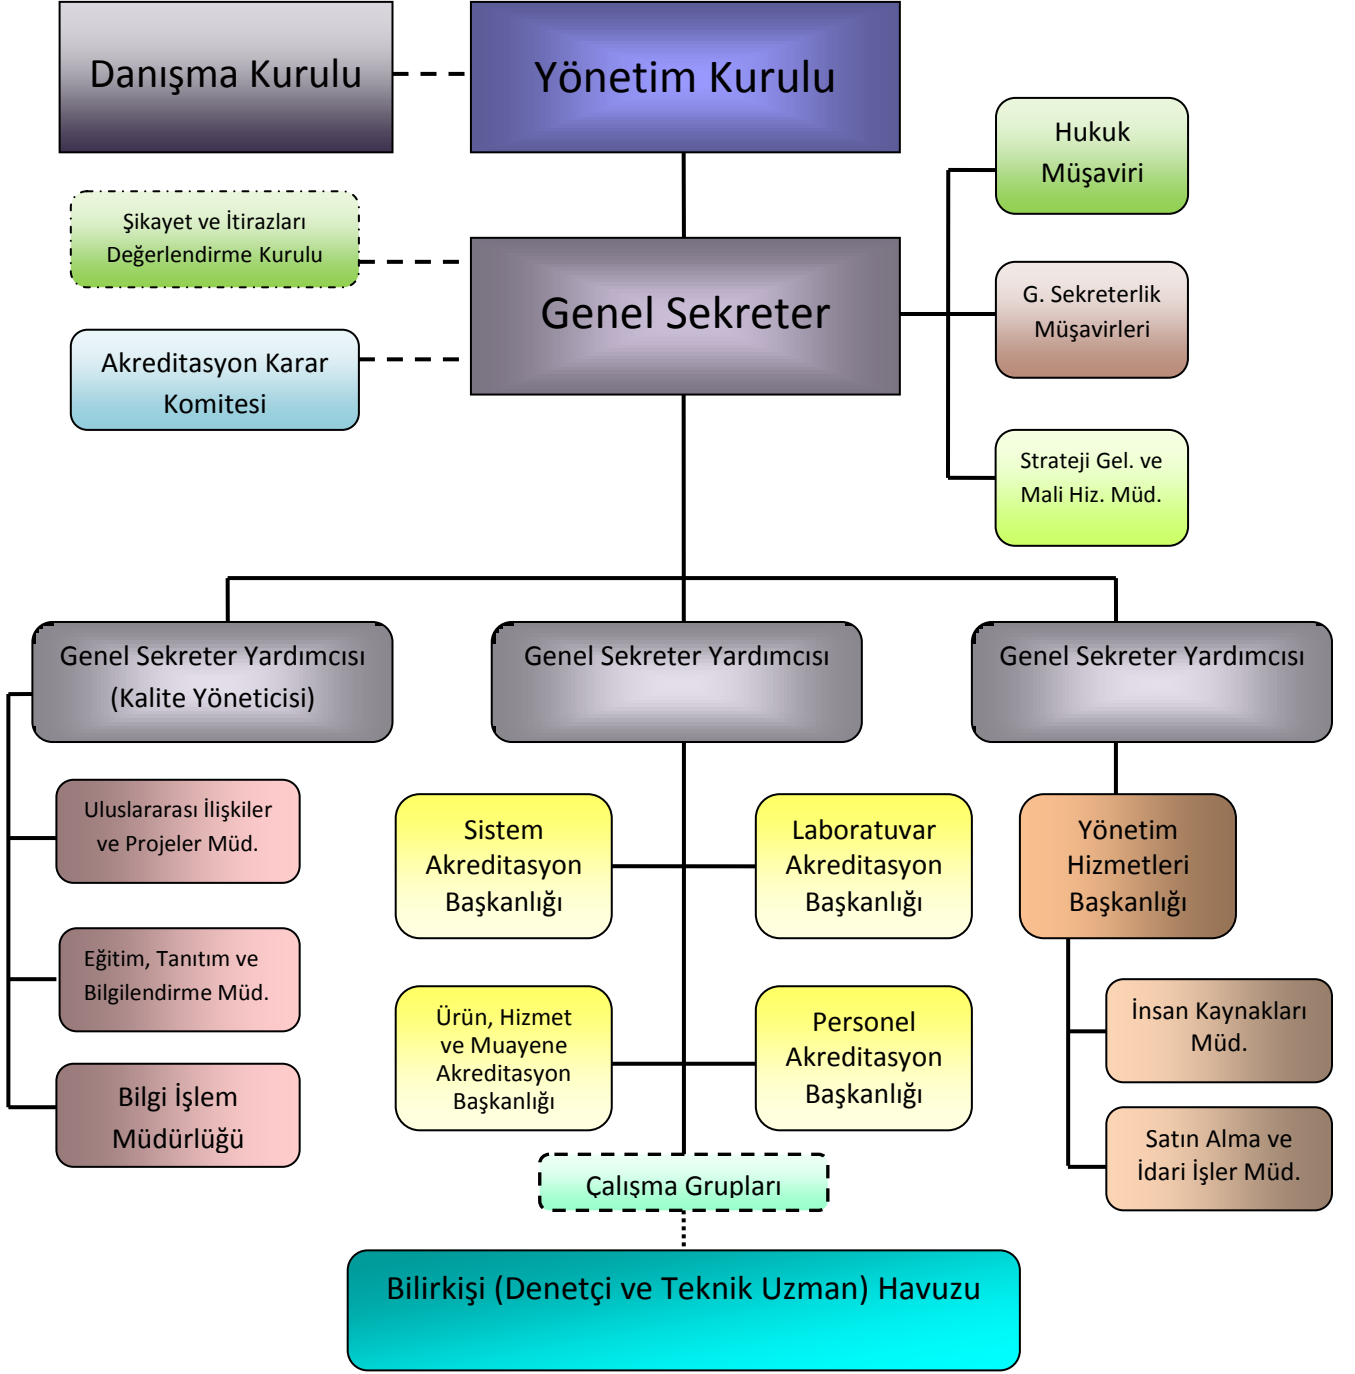 Danışma Kurulu
Yönetim Kurulu
Hukuk
Müşaviri
Şikayet ve İtirazları
Değerlendirme Kurulu
Genel Sekreter
G. Sekreterlik
Müşavirleri
Akreditasyon Karar
Komitesi
Strateji Gel. ve
Mali Hiz. Müd.
Genel Sekreter Yardımcısı
(Kalite Yöneticisi)
Genel Sekreter Yardımcısı
Genel Sekreter Yardımcısı
Uluslararası İlişkiler
ve Projeler Müd.
Eğitim, Tanıtım ve
Bilgilendirme Müd.
Bilgi İşlem
Müdürlüğü
Sistem
Akreditasyon
Başkanlığı
Laboratuvar
Akreditasyon
Başkanlığı
Ürün, Hizmet
ve Muayene
Akreditasyon
Başkanlığı
Personel
Akreditasyon
Başkanlığı
Yönetim
Hizmetleri
Başkanlığı
İnsan Kaynakları
Müd.
Satın Alma ve
İdari İşler Müd.
Çalışma Grupları
Bilirkişi (Denetçi ve Teknik Uzman) Havuzu